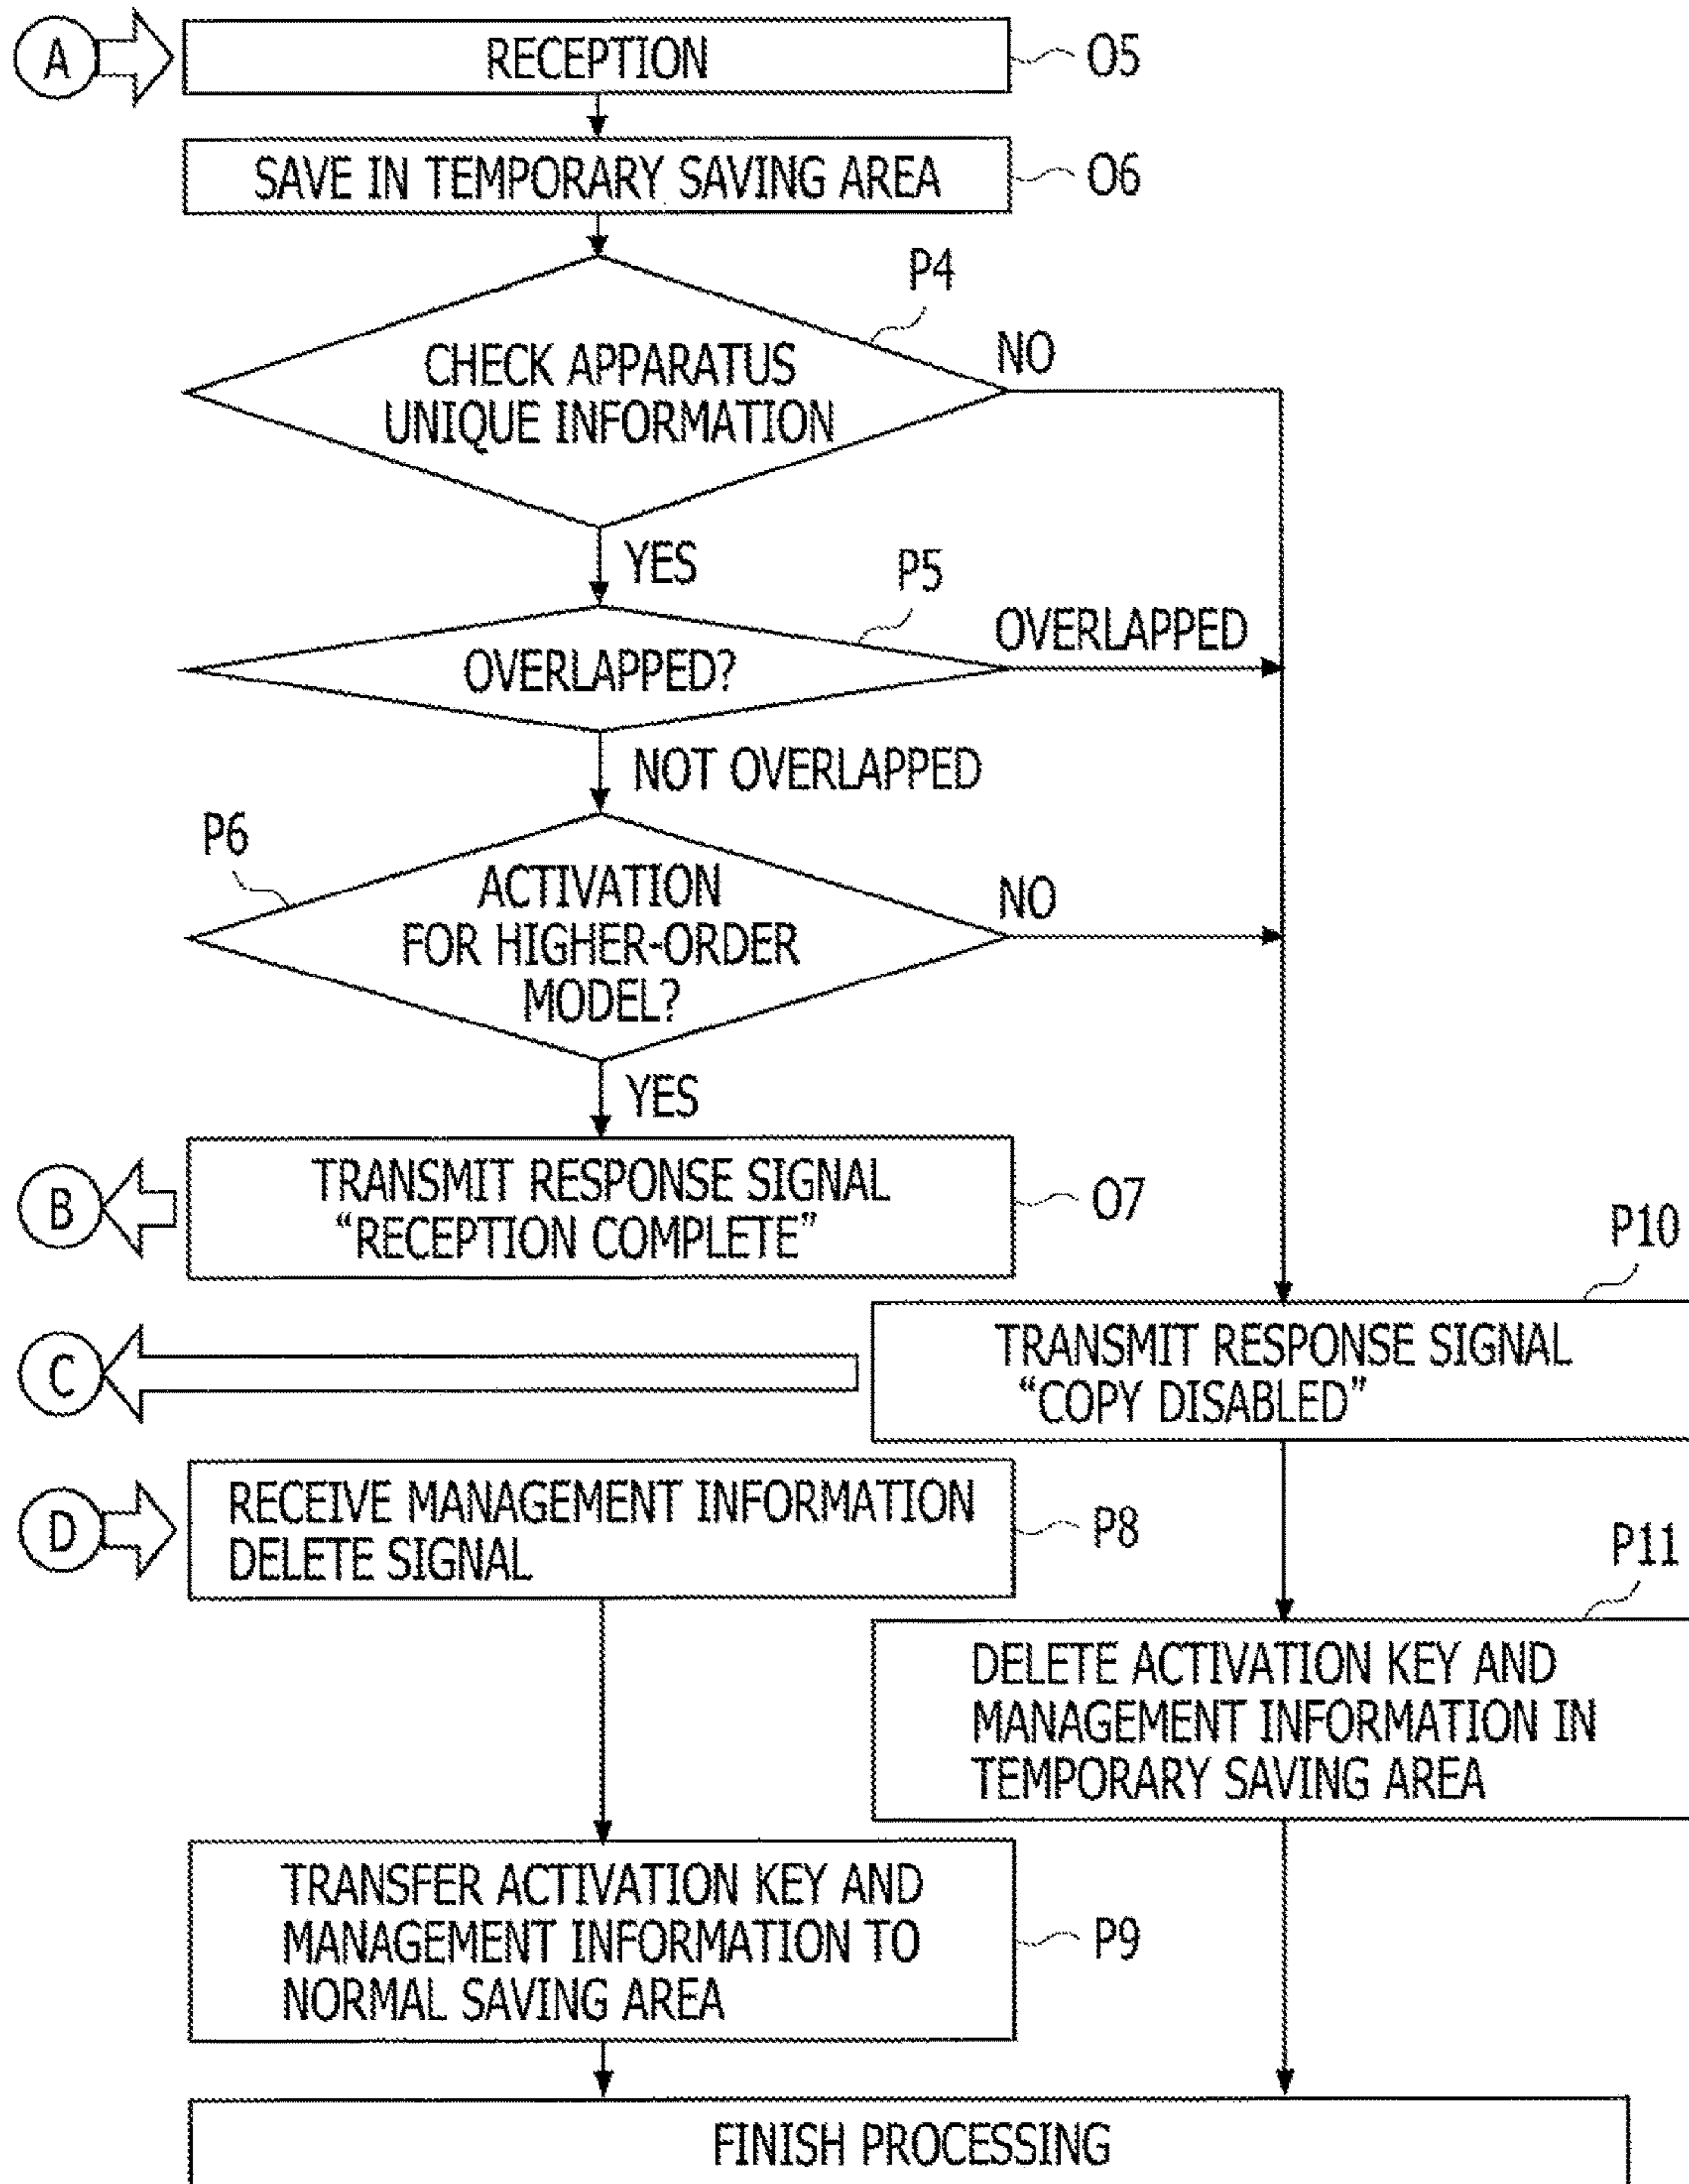 A
RECEPTION
O5
SAVE IN TEMPORARY SAVING AREA
O6
P4
CHECK APPARATUS
UNIQUE INFORMATION
NO
YES
P5
OVERLAPPED?
OVERLAPPED
NOT OVERLAPPED
P6
ACTIVATION
FOR HIGHER-ORDER
MODEL?
NO
YES
B
TRANSMIT RESPONSE SIGNAL
“RECEPTION COMPLETE”
O7
P10
C
TRANSMIT RESPONSE SIGNAL
“COPY DISABLED”
D
RECEIVE MANAGEMENT INFORMATION
DELETE SIGNAL
P8
P11
DELETE ACTIVATION KEY AND
MANAGEMENT INFORMATION IN
TEMPORARY SAVING AREA
TRANSFER ACTIVATION KEY AND
MANAGEMENT INFORMATION TO
NORMAL SAVING AREA
P9
FINISH PROCESSING